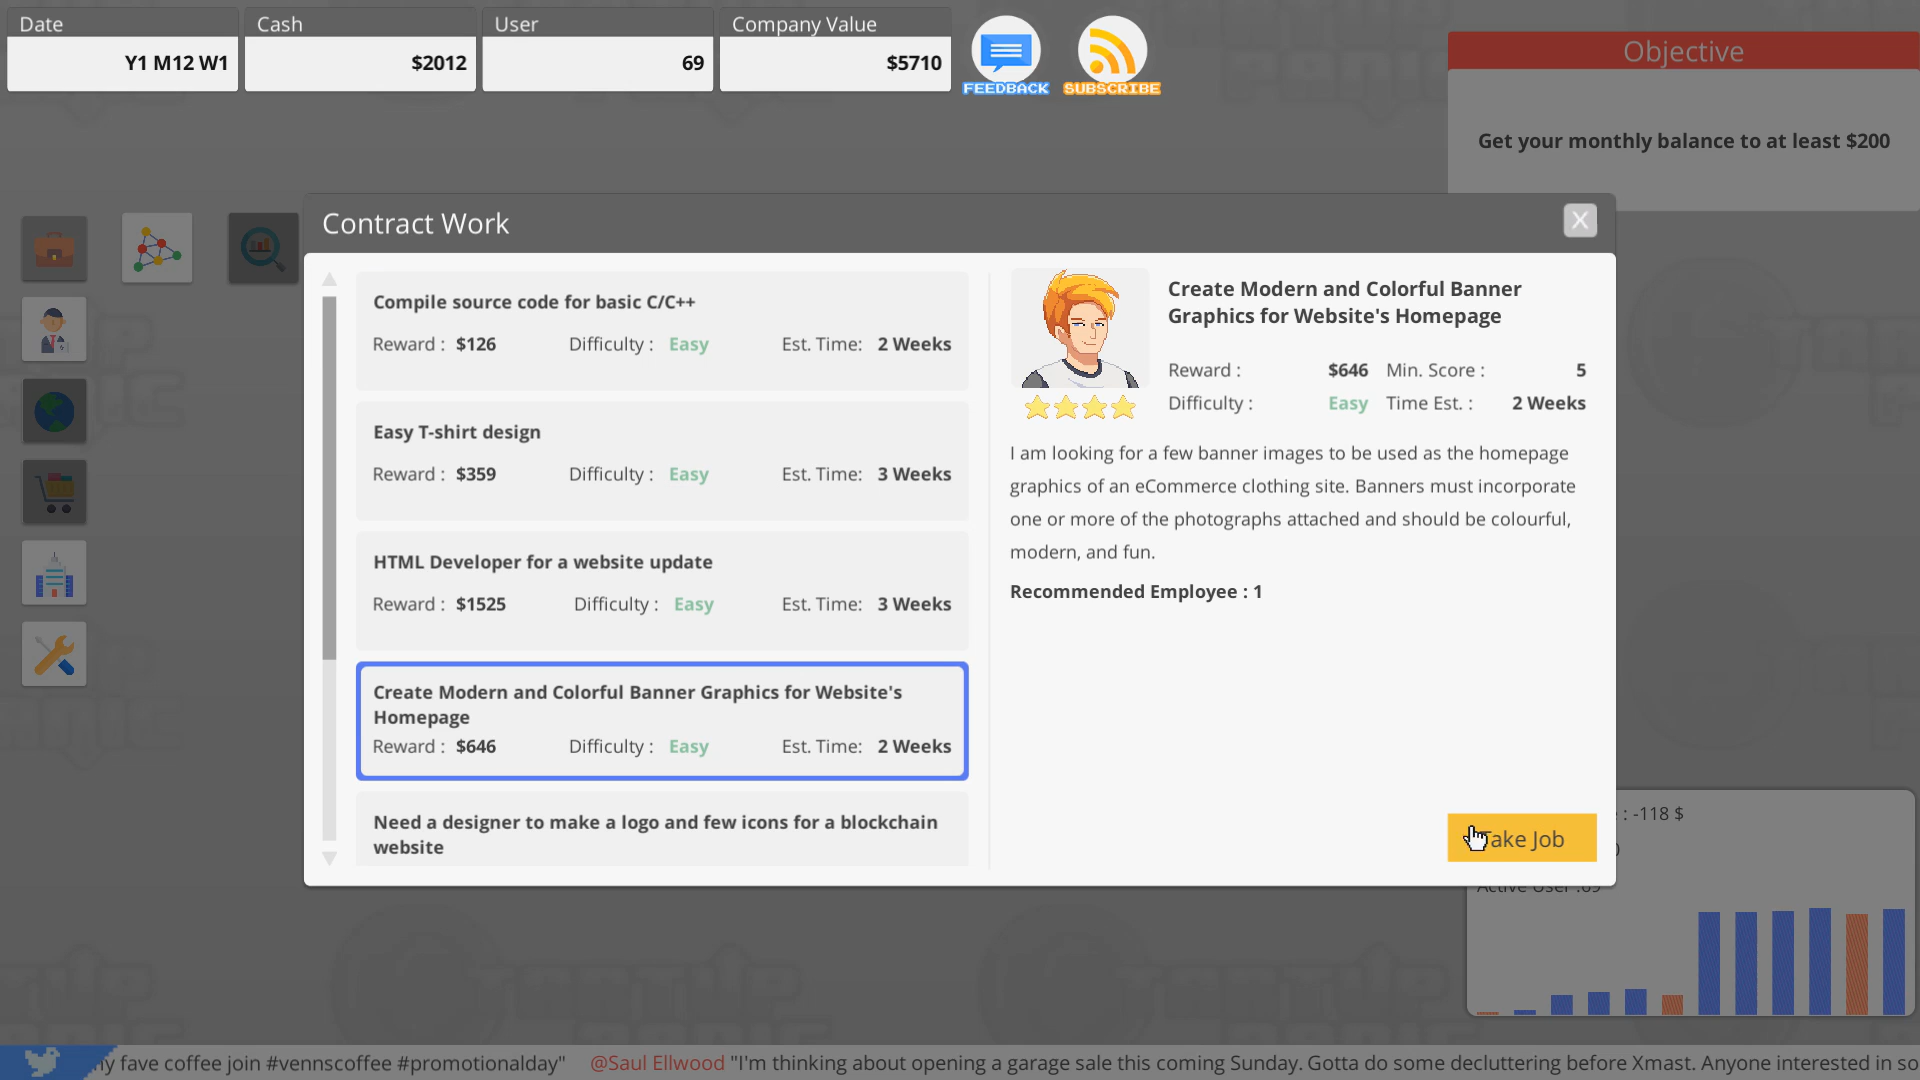 Date
Y1 M12 W1
Cash
$2012
User
69
Company Value
$5710
FEEDBACK
SUBSCRIBE
Objective
Get your monthly balance to at least $200
Contract Work
X
Compile source code for basic C/C++
Reward : $126 Difficulty : Easy Est. Time: 2 Weeks
Easy T-shirt design
Reward : $359 Difficulty : Easy Est. Time: 3 Weeks
HTML Developer for a website update
Reward : $1525 Difficulty : Easy Est. Time: 3 Weeks
Create Modern and Colorful Banner Graphics for Website's
Homepage
Reward : $646 Difficulty : Easy Est. Time: 2 Weeks
Need a designer to make a logo and few icons for a blockchain
website
Create Modern and Colorful Banner
Graphics for Website's Homepage
Reward : $646 Min. Score : 5
Difficulty : Easy Time Est. : 2 Weeks
I am looking for a few banner images to be used as the homepage
graphics of an eCommerce clothing site. Banners must incorporate
one or more of the photographs attached and should be colourful,
modern, and fun.
Recommended Employee : 1
Take Job
: -118 $
)
Active User :69
my fave coffee join #vennscoffee #promotionalday" @Saul Ellwood "I'm thinking about opening a garage sale this coming Sunday. Gotta do some decluttering before Xmast. Anyone interested in so